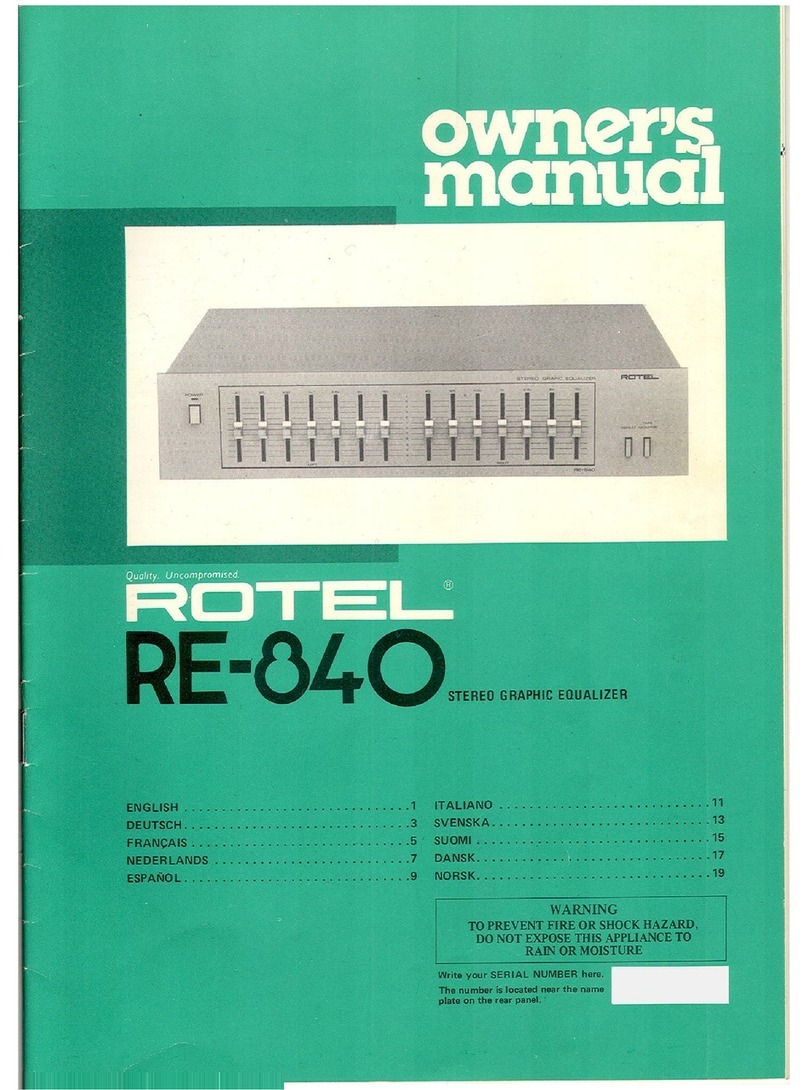 owner's
manual
STEREO GRAPIC EQUALIZER
ROTEL
POWER
LEFT
RIGHT
RE-840
Quality. Uncompromised.
ROTEL®
RE-840
STEREO GRAPHIC EQUALIZER
ENGLISH . . . . . . . . . . . . . . . . . . . . . . . . . . . . . . . . . 1
DEUTSCH . . . . . . . . . . . . . . . . . . . . . . . . . . . . . . . . 3
FRANÇAIS . . . . . . . . . . . . . . . . . . . . . . . . . . . . . . . 5
NEDERLANDS . . . . . . . . . . . . . . . . . . . . . . . . . . . . 7
ESPAÑOL . . . . . . . . . . . . . . . . . . . . . . . . . . . . . . . . 9
ITALIANO . . . . . . . . . . . . . . . . . . . . . . . . . . . . . . 11
SVENSKA . . . . . . . . . . . . . . . . . . . . . . . . . . . . . . . 13
SUOMI . . . . . . . . . . . . . . . . . . . . . . . . . . . . . . . . . 15
DANSK . . . . . . . . . . . . . . . . . . . . . . . . . . . . . . . . . 17
NORSK . . . . . . . . . . . . . . . . . . . . . . . . . . . . . . . . . 19
WARNING
TO PREVENT FIRE OR SHOCK HAZARD,
DO NOT EXPOSE THIS APPLIANCE TO
RAIN OR MOISTURE
Write your SERIAL NUMBER here.
The number is located near the name
plate on the rear panel.